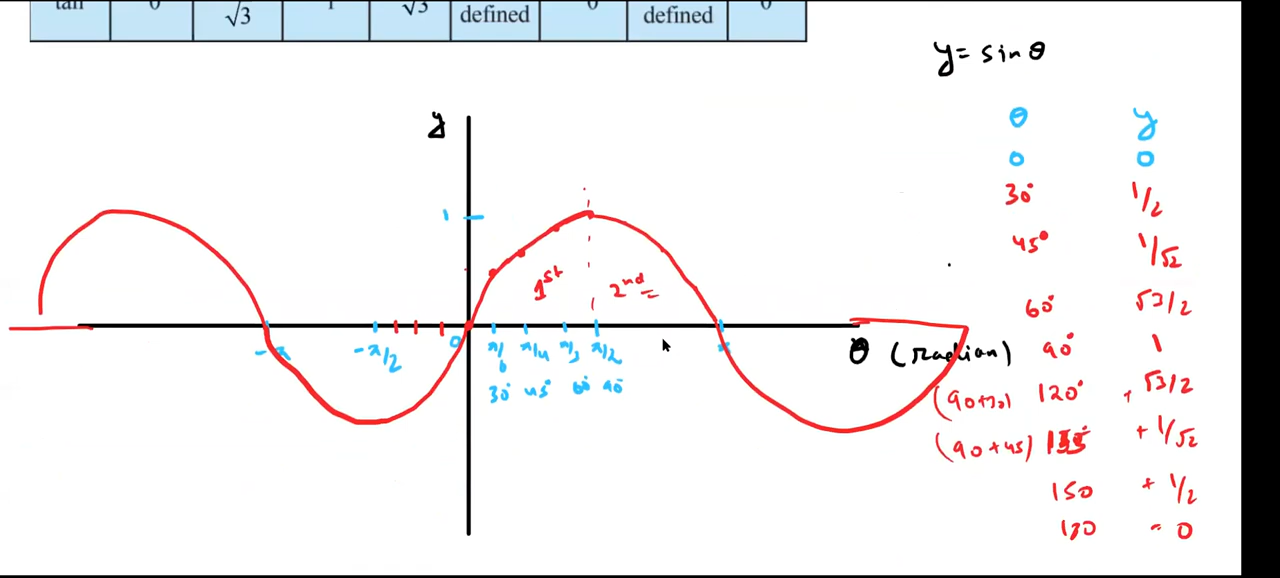 tan 0 √3 1 √3 defined 0 defined 0
y = sin θ
y
θ y
0 0
30° 1/2
1
45° 1/√2
1st 2nd
60° √3/2
-π -π/2 0 π/6 π/4 π/3 π/2 π
θ (radian) 90° 1
30° 45° 60° 90°
120° √3/2
(90+45) 135° + 1/√2
150 + 1/2
180 0